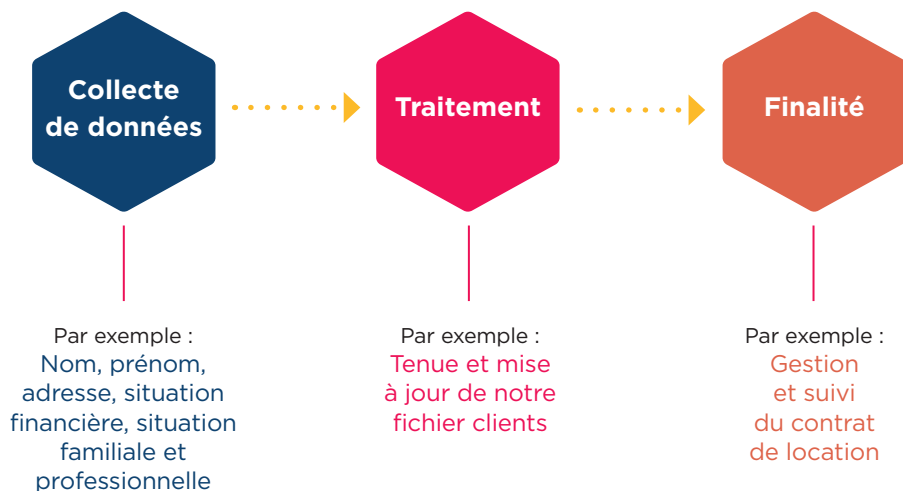 Collecte
de données
Traitement
Finalité
Par exemple :
Nom, prénom,
adresse, situation
financière, situation
familiale et
professionnelle
Par exemple :
Tenue et mise
à jour de notre
fichier clients
Par exemple :
Gestion
et suivi
du contrat
de location